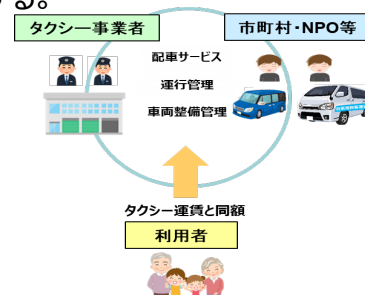 る。
タクシー事業者
市町村・NPO等
配車サービス
運行管理
車両整備管理
タクシー運賃と同額
利用者